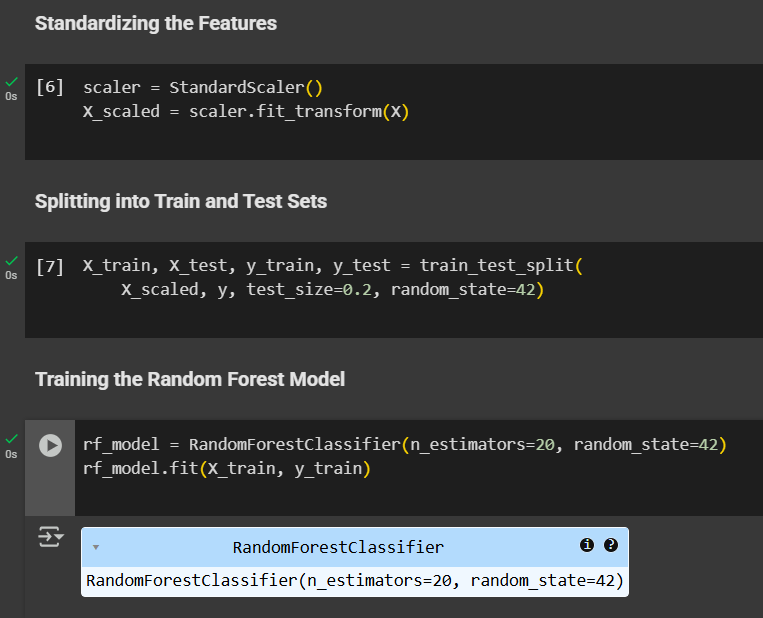 Standardizing the Features
0s
[6] scaler = StandardScaler()
X_scaled = scaler.fit_transform(X)
Splitting into Train and Test Sets
0s
[7] X_train, X_test, y_train, y_test = train_test_split(
X_scaled, y, test_size=0.2, random_state=42)
Training the Random Forest Model
0s
rf_model = RandomForestClassifier(n_estimators=20, random_state=42)
rf_model.fit(X_train, y_train)
RandomForestClassifier i ?
RandomForestClassifier(n_estimators=20, random_state=42)